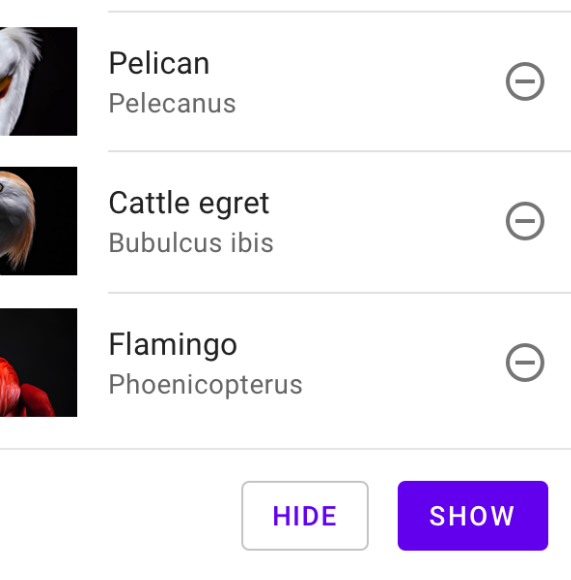 Pelican
Pelecanus
Cattle egret
Bubulcus ibis
Flamingo
Phoenicopterus
HIDE
SHOW